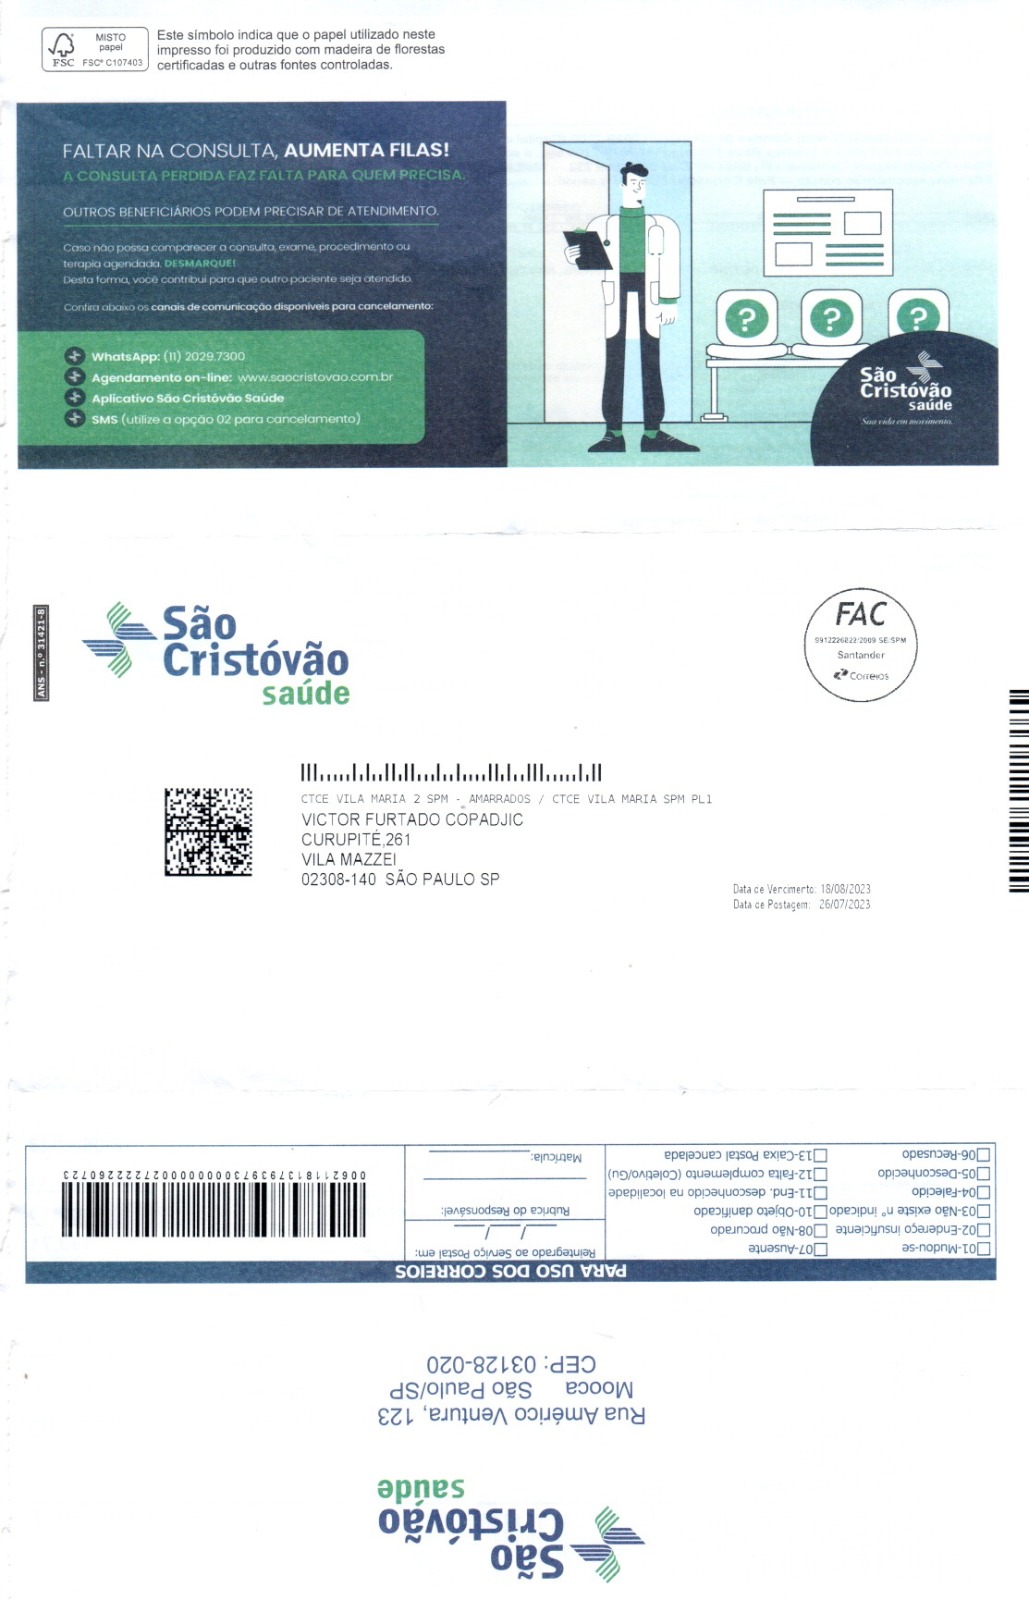 MISTO
papel
FSC
FSC® C107403
Este símbolo indica que o papel utilizado neste
impresso foi produzido com madeira de florestas
certificadas e outras fontes controladas.
FALTAR NA CONSULTA, AUMENTA FILAS!
A CONSULTA PERDIDA FAZ FALTA PARA QUEM PRECISA.
OUTROS BENEFICIÁRIOS PODEM PRECISAR DE ATENDIMENTO.
Caso não possa comparecer a consulta, exame, procedimento ou
terapia agendada. DESMARQUE!
Desta forma, você contribui para que outro paciente seja atendido.
Confira abaixo os canais de comunicação disponíveis para cancelamento:
WhatsApp: (11) 2029.7300
Agendamento on-line: www.saocristovao.com.br
Aplicativo São Cristóvão Saúde
SMS (utilize a opção 02 para cancelamento)
? ? ?
São
Cristóvão
saúde
Sua vida em movimento.
ANS - n.º 31421-8
São
Cristóvão
saúde
FAC
9912226822/2009 SE/SPM
Santander
Correios
CTCE VILA MARIA 2 SPM - AMARRADOS / CTCE VILA MARIA SPM PL1
VICTOR FURTADO COPADJIC
CURUPITÉ,261
VILA MAZZEI
02308-140 SÃO PAULO SP
Data de Vencimento: 18/08/2023
Data de Postagem: 26/07/2023
PARA USO DOS CORREIOS
01-Mudou-se
02-Endereço insuficiente
03-Não existe nº indicado
04-Falecido
05-Desconhecido
06-Recusado
07-Ausente
08-Não procurado
10-Objeto danificado
11-End. desconhecido na localidade
12-Falta complemento (Coletivo/Gu)
13-Caixa Postal cancelada
Reintegrado ao Serviço Postal em:
/ /
Rubrica do Responsável:
Matrícula:
São
Cristóvão
saúde
Rua Américo Ventura, 123
Mooca São Paulo/SP
CEP: 03128-020